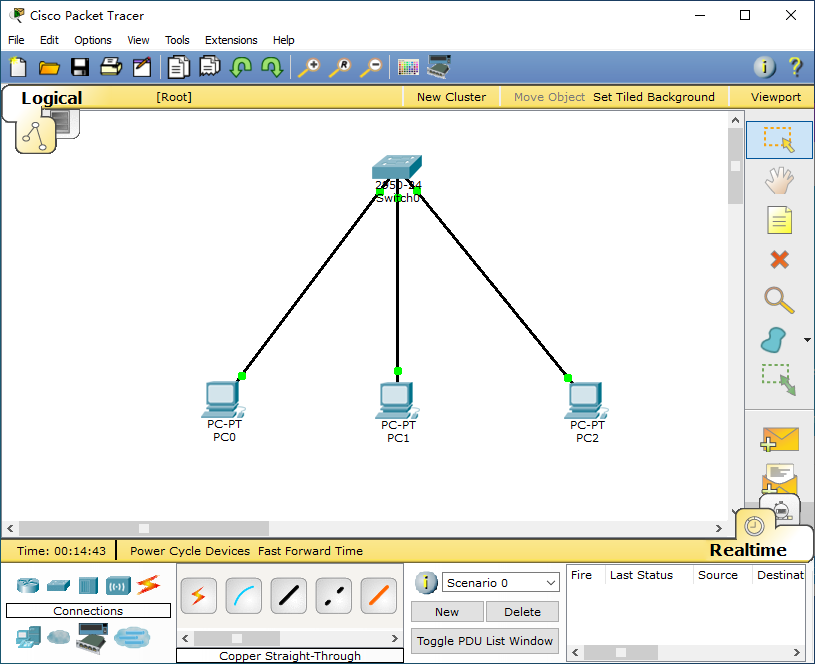 Cisco Packet Tracer
File Edit Options View Tools Extensions Help
Logical [Root] New Cluster Move Object Set Tiled Background Viewport
2950-24
Switch0
PC-PT PC-PT PC-PT
PC0 PC1 PC2
Time: 00:14:43 Power Cycle Devices Fast Forward Time Realtime
Scenario 0 Fire Last Status Source Destinat
Connections New Delete
Toggle PDU List Window
Copper Straight-Through